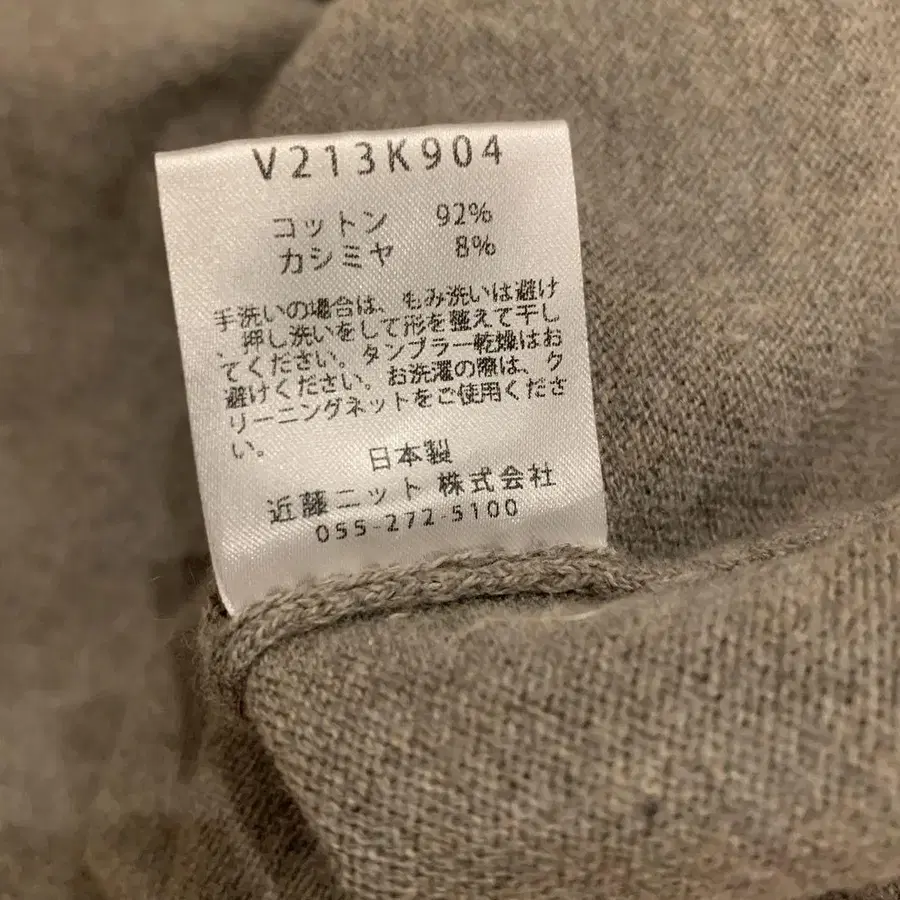 V213K904
コットン 92%
カシミヤ 8%
手洗いの場合は、もみ洗いは避け
、押し洗いをして形を整えて干し
てください。タンブラー乾燥はお
避けください。お洗濯の際は、ク
リーニングネットをご使用くださ
い。
日本製
近藤ニット 株式会社
055-272-5100